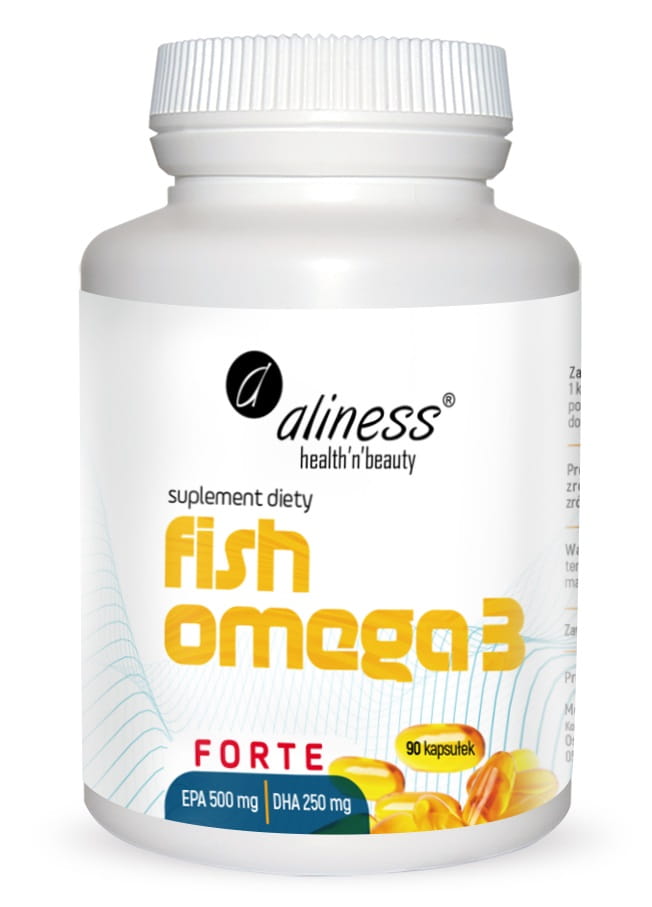 a
aliness®
health'n'beauty
suplement diety
fish
omega3
FORTE
90 kapsułek
EPA 500 mg | DHA 250 mg